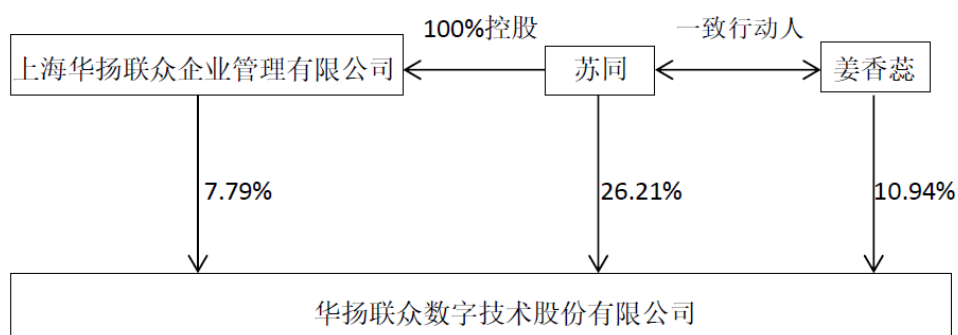 100%控股
一致行动人
上海华扬联众企业管理有限公司
苏同
姜香蕊
7.79%
26.21%
10.94%
华扬联众数字技术股份有限公司